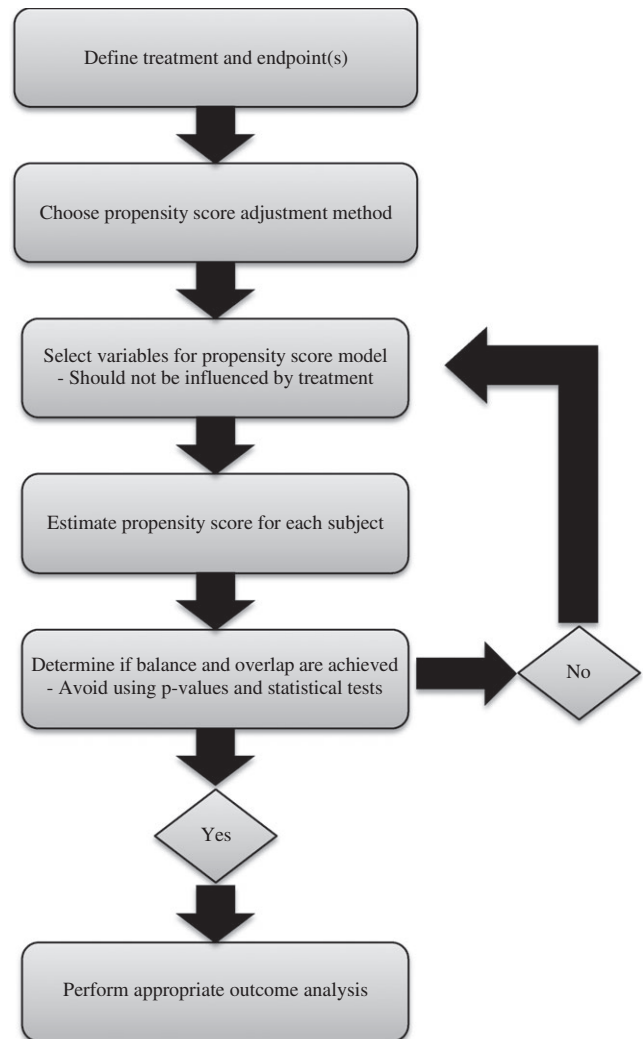 Define treatment and endpoint(s)
Choose propensity score adjustment method
Select variables for propensity score model
- Should not be influenced by treatment
Estimate propensity score for each subject
Determine if balance and overlap are achieved
- Avoid using p-values and statistical tests
No
Yes
Perform appropriate outcome analysis